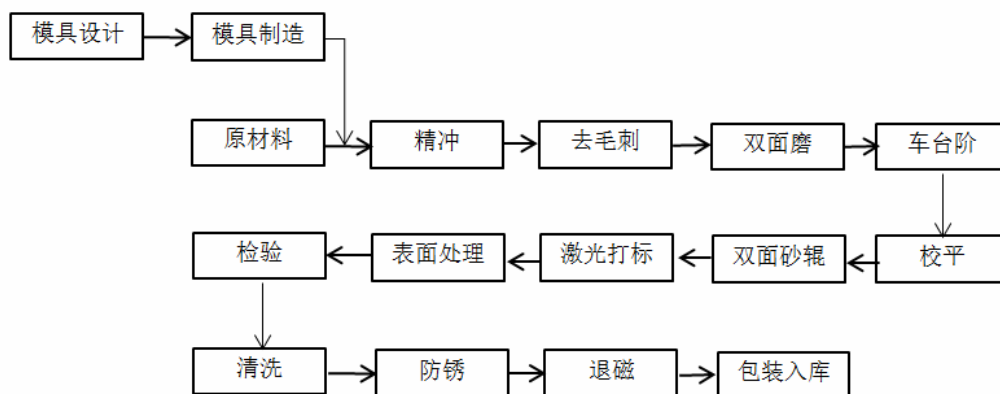 模具设计 模具制造
原材料 精冲 去毛刺 双面磨 车台阶
检验 表面处理 激光打标 双面砂辊 校平
清洗 防锈 退磁 包装入库